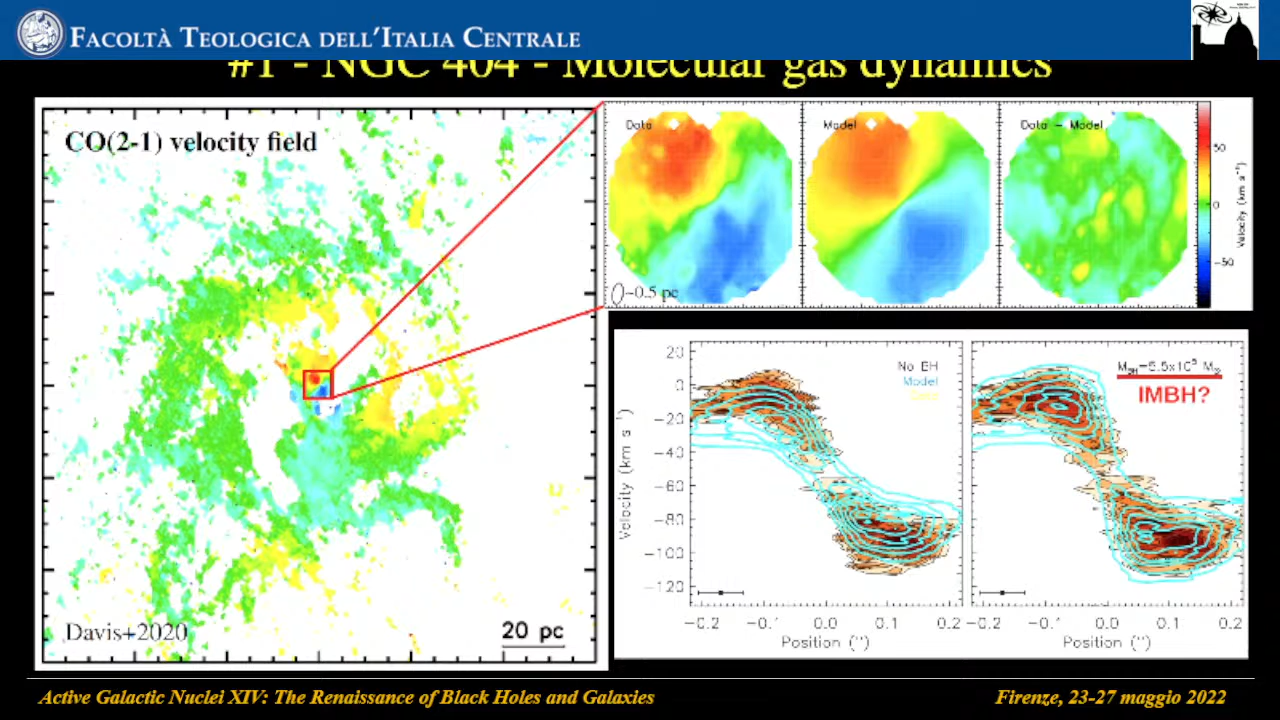 FACOLTÀ TEOLOGICA DELL'ITALIA CENTRALE
#1 - NGC 404 - Molecular gas dynamics
CO(2-1) velocity field
Davis+2020
20 pc
Data
Model
Data - Model
~0.5 pc
50
0
-50
Velocity (km s⁻¹)
20
0
-20
-40
-60
-80
-100
-120
Velocity (km s⁻¹)
No BH
Model
M_BH=5.5x10⁵ M☉
IMBH?
-0.2 -0.1 0.0 0.1 0.2
Position (")
-0.2 -0.1 0.0 0.1 0.2
Position (")
Active Galactic Nuclei XIV: The Renaissance of Black Holes and Galaxies
Firenze, 23-27 maggio 2022